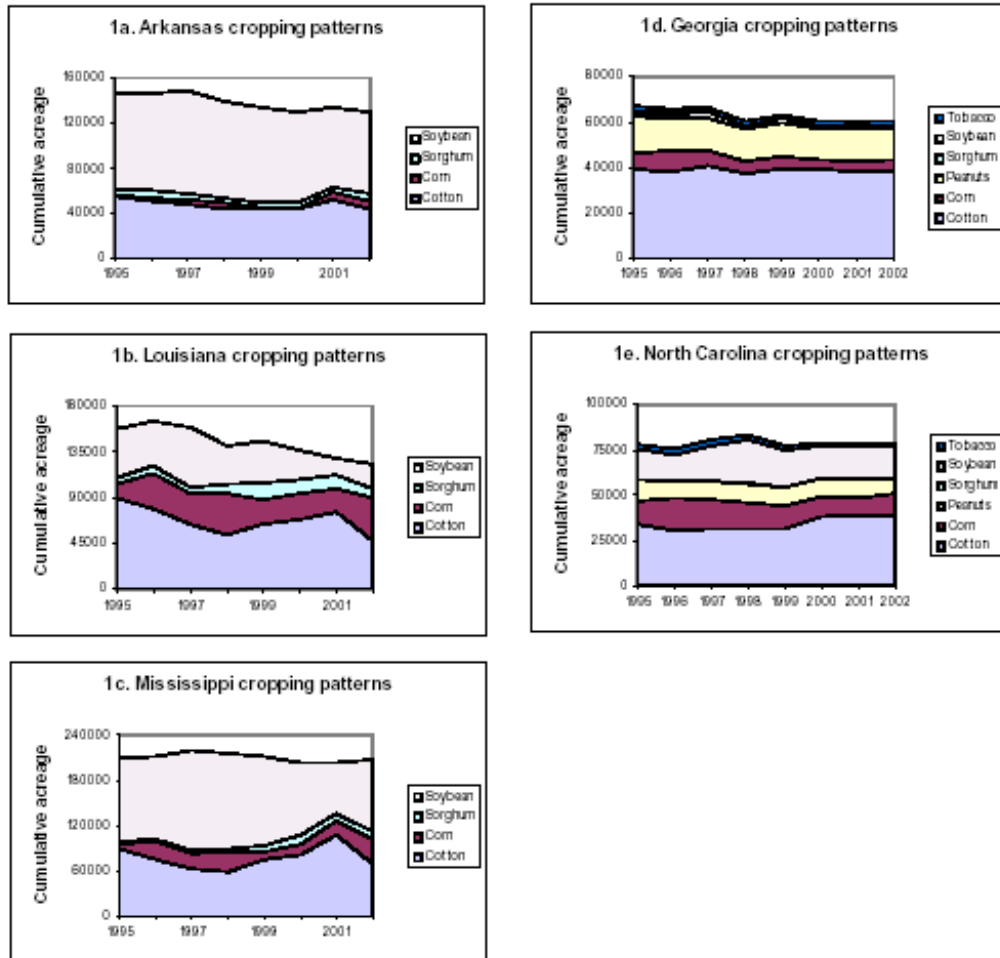 1a. Arkansas cropping patterns
Cumulative acreage
160000
120000
80000
40000
0
1995 1997 1999 2001
Soybean
Sorghum
Corn
Cotton
1b. Louisiana cropping patterns
Cumulative acreage
180000
135000
90000
45000
0
1995 1997 1999 2001
Soybean
Sorghum
Corn
Cotton
1c. Mississippi cropping patterns
Cumulative acreage
240000
180000
120000
60000
0
1995 1997 1999 2001
Soybean
Sorghum
Corn
Cotton
1d. Georgia cropping patterns
Cumulative acreage
80000
60000
40000
20000
0
1995 1996 1997 1998 1999 2000 2001 2002
Tobacco
Soybean
Sorghum
Peanuts
Corn
Cotton
1e. North Carolina cropping patterns
Cumulative acreage
100000
75000
50000
25000
0
1995 1996 1997 1998 1999 2000 2001 2002
Tobacco
Soybean
Sorghum
Peanuts
Corn
Cotton